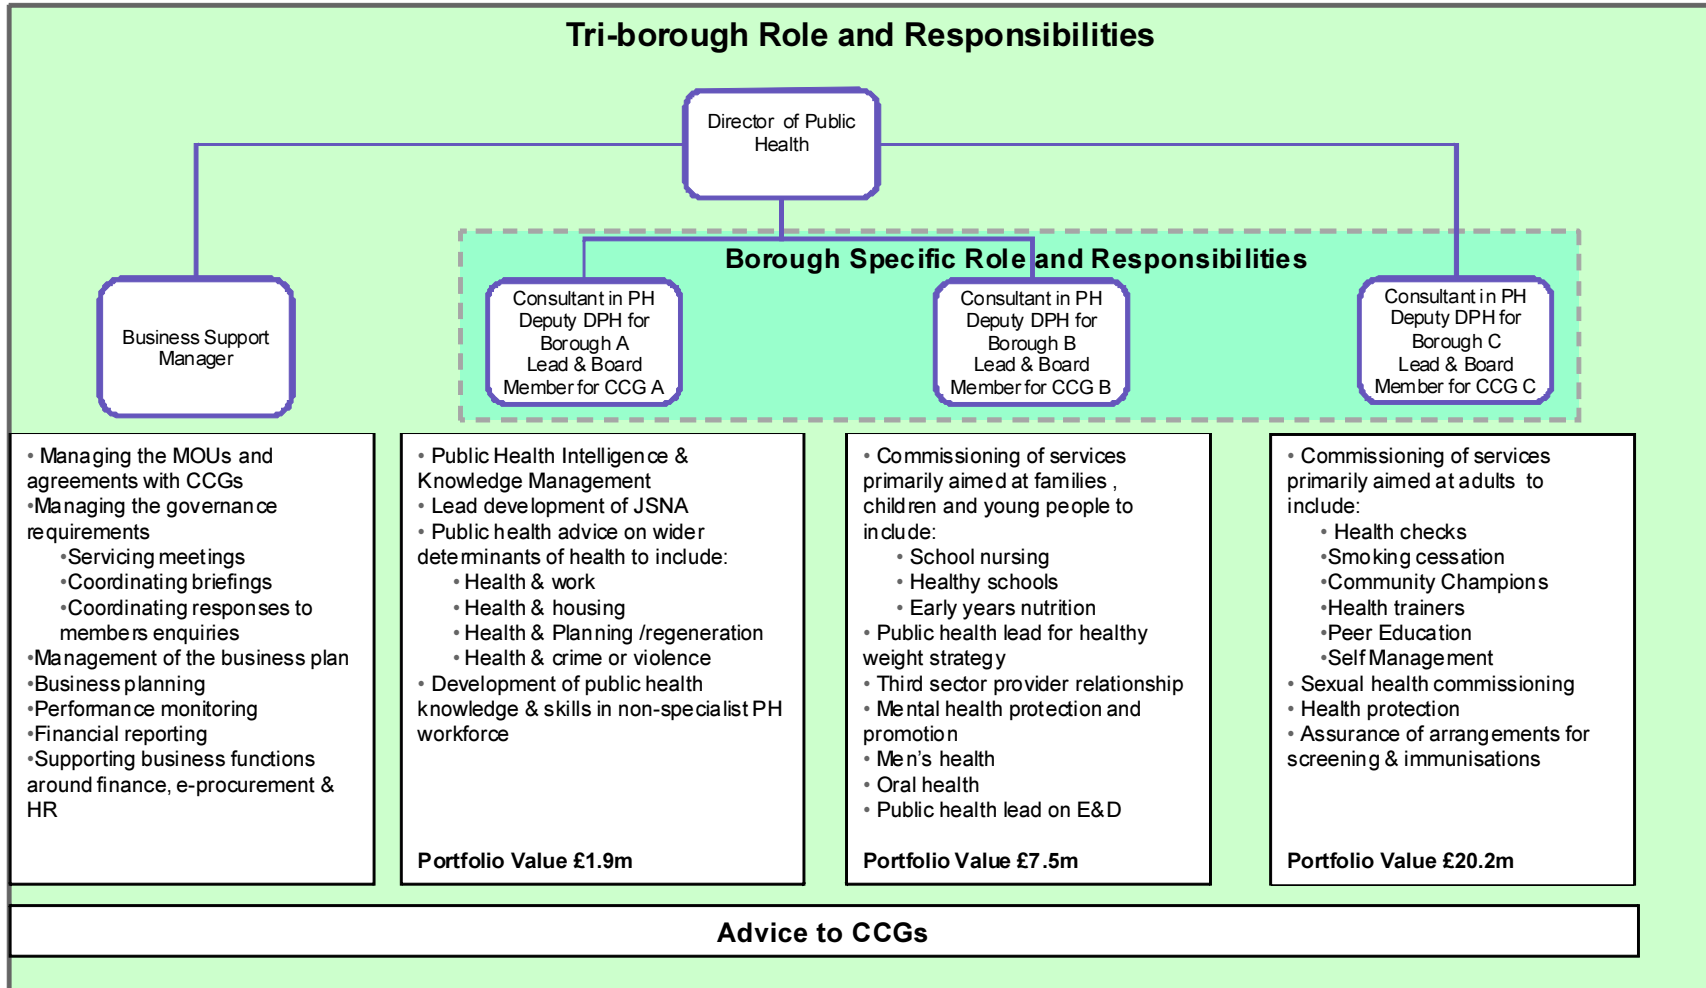 Tri-borough Role and Responsibilities
Director of Public
Health
Borough Specific Role and Responsibilities
Business Support
Manager
Consultant in PH
Deputy DPH for
Borough A
Lead & Board
Member for CCG A
Consultant in PH
Deputy DPH for
Borough B
Lead & Board
Member for CCG B
Consultant in PH
Deputy DPH for
Borough C
Lead & Board
Member for CCG C
• Managing the MOUs and
agreements with CCGs
•Managing the governance
requirements
•Servicing meetings
•Coordinating briefings
•Coordinating responses to
members enquiries
•Management of the business plan
•Business planning
•Performance monitoring
•Financial reporting
•Supporting business functions
around finance, e-procurement &
HR
• Public Health Intelligence &
Knowledge Management
• Lead development of JSNA
• Public health advice on wider
determinants of health to include:
• Health & work
• Health & housing
• Health & Planning /regeneration
• Health & crime or violence
• Development of public health
knowledge & skills in non-specialist PH
workforce
Portfolio Value £1.9m
• Commissioning of services
primarily aimed at families ,
children and young people to
include:
• School nursing
• Healthy schools
• Early years nutrition
• Public health lead for healthy
weight strategy
• Third sector provider relationship
• Mental health protection and
promotion
• Men's health
• Oral health
• Public health lead on E&D
Portfolio Value £7.5m
• Commissioning of services
primarily aimed at adults to
include:
• Health checks
•Smoking cessation
•Community Champions
•Health trainers
•Peer Education
•Self Management
• Sexual health commissioning
• Health protection
• Assurance of arrangements for
screening & immunisations
Portfolio Value £20.2m
Advice to CCGs